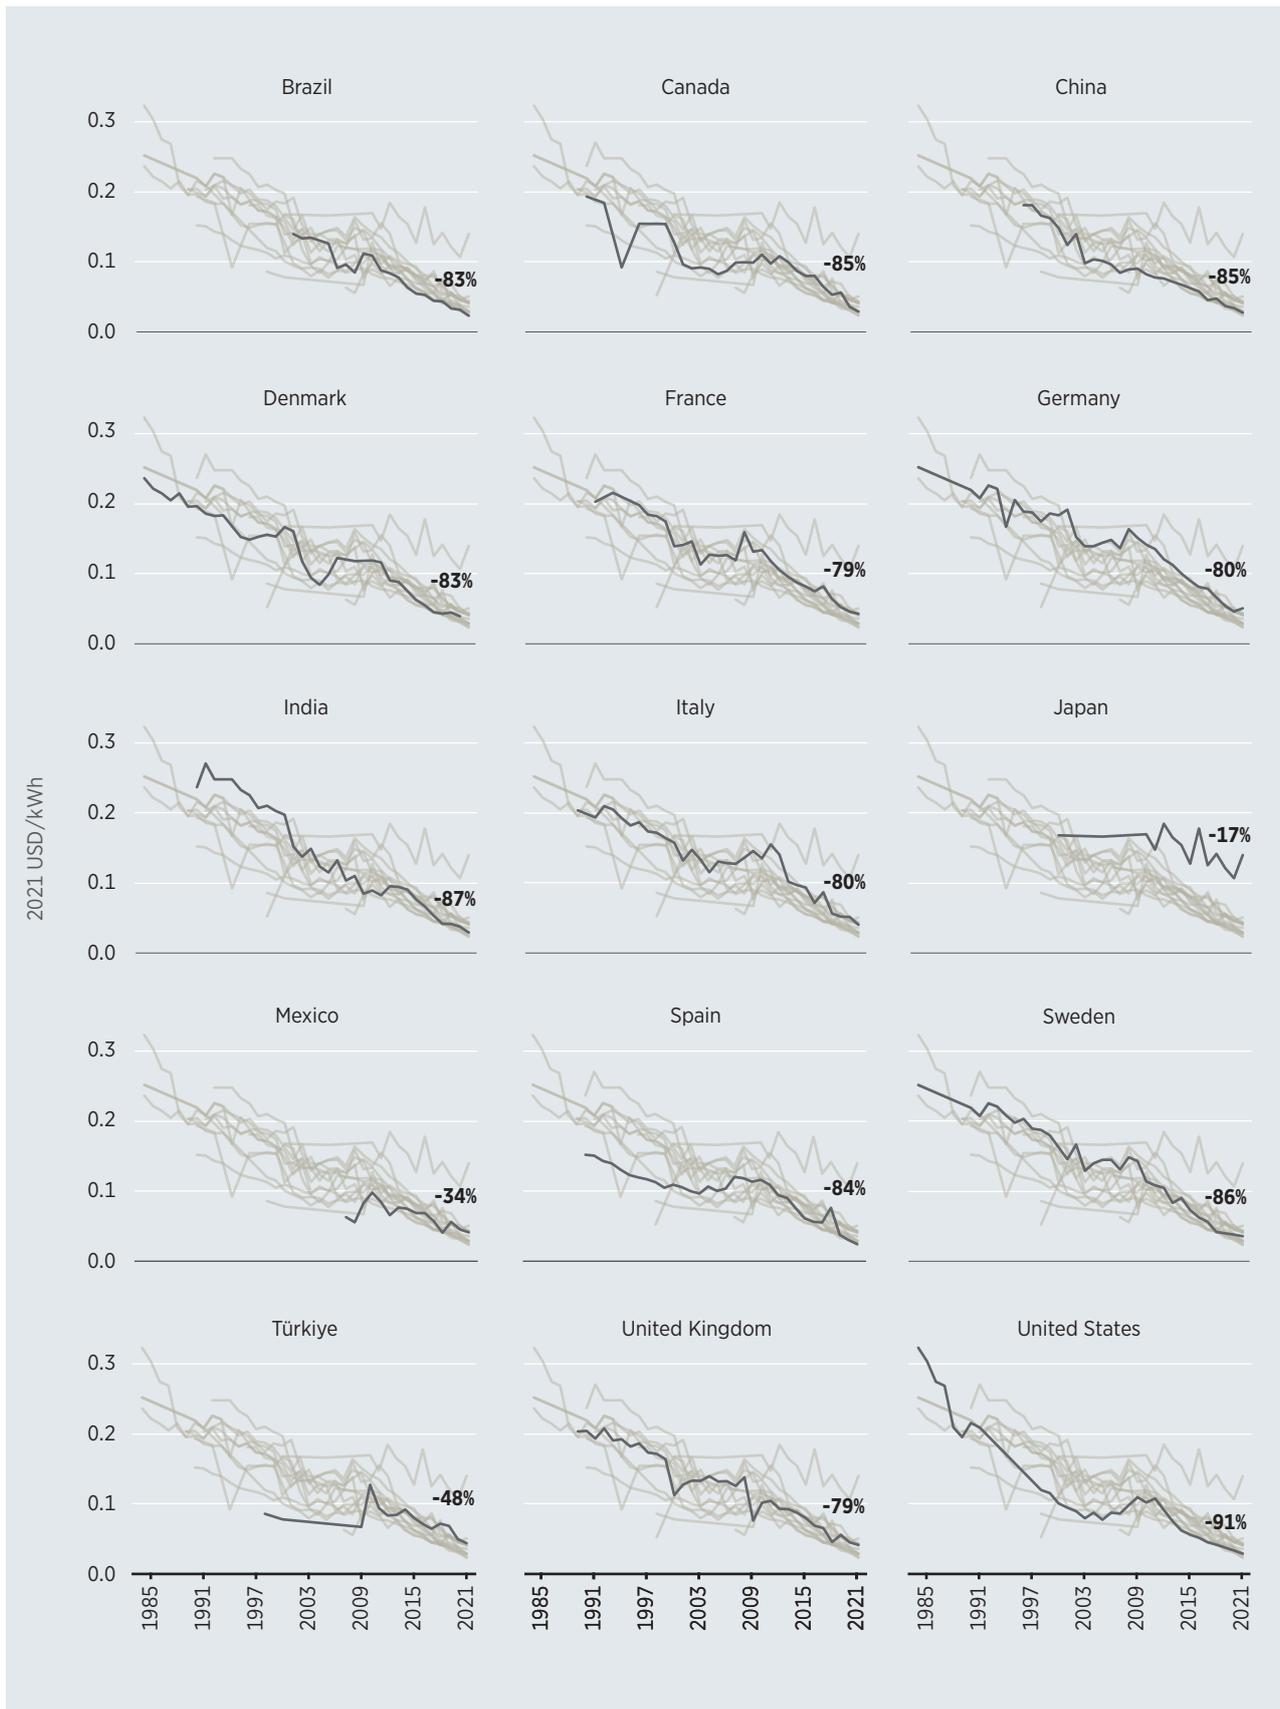 Brazil
Canada
China
0.3
0.2
0.1
0.0
-83%
-85%
-85%
Denmark
France
Germany
0.3
0.2
0.1
0.0
-83%
-79%
-80%
India
Italy
Japan
0.3
0.2
0.1
0.0
-87%
-80%
-17%
2021 USD/kWh
Mexico
Spain
Sweden
0.3
0.2
0.1
0.0
-34%
-84%
-86%
Türkiye
United Kingdom
United States
0.3
0.2
0.1
0.0
-48%
-79%
-91%
1985 1991 1997 2003 2009 2015 2021
1985 1991 1997 2003 2009 2015 2021
1985 1991 1997 2003 2009 2015 2021